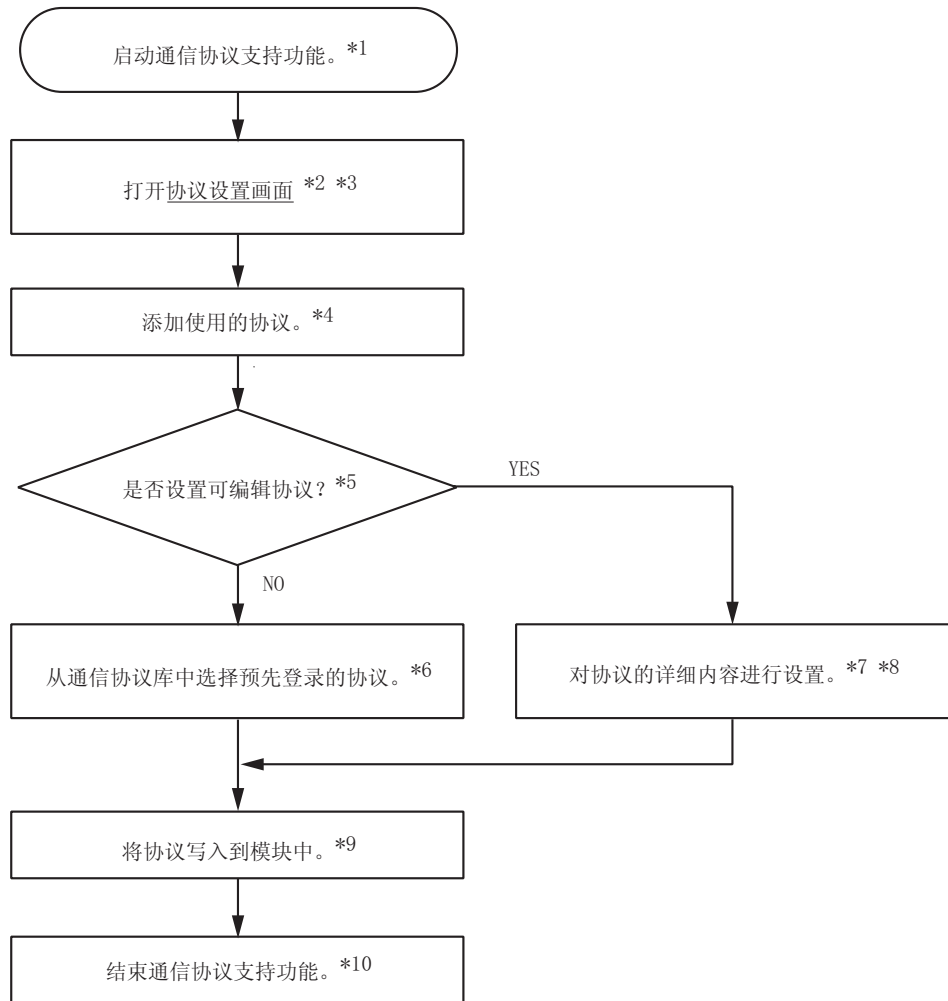 启动通信协议支持功能。*1
打开协议设置画面 *2 *3
添加使用的协议。*4
是否设置可编辑协议？*5
YES
NO
从通信协议库中选择预先登录的协议。*6
对协议的详细内容进行设置。*7 *8
将协议写入到模块中。*9
结束通信协议支持功能。*10